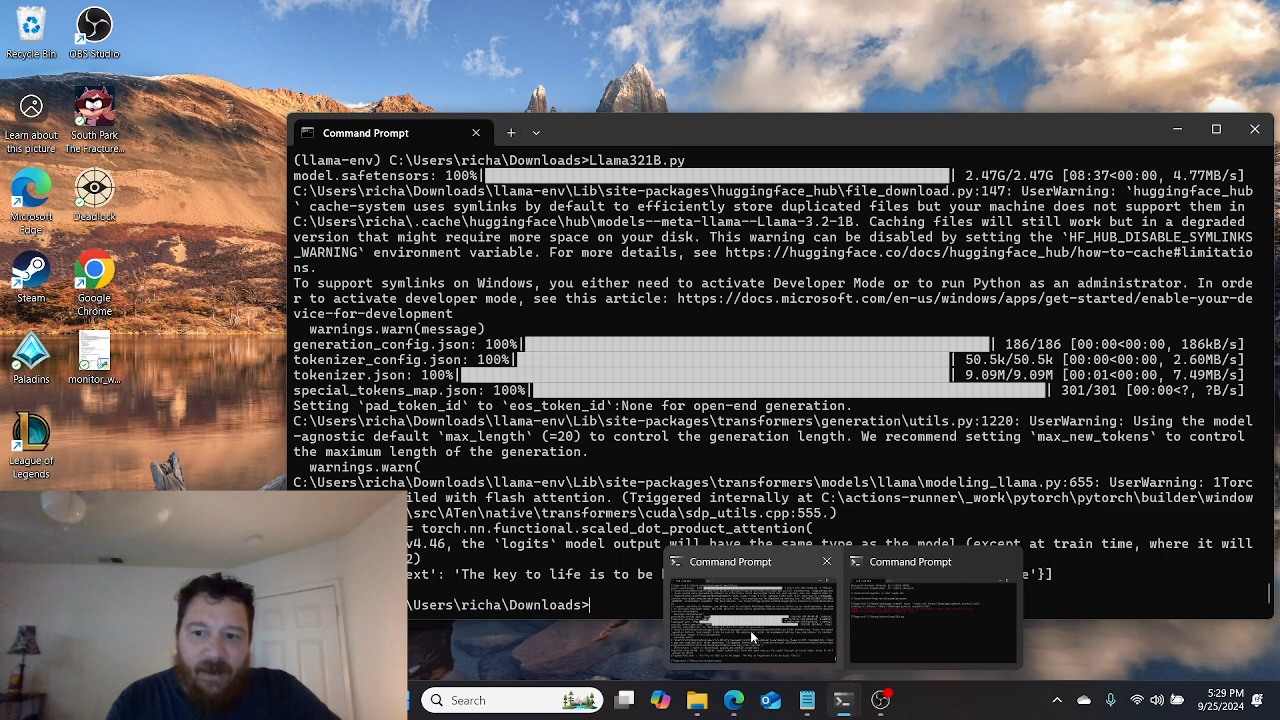 Recycle Bin
OBS Studio
Learn about
this picture
South Park
The Fracture...
Microsoft
Edge
Deadlock
Steam
Google
Chrome
Paladins
monitor_w...
League of
Legends
Command Prompt
(llama-env) C:\Users\richa\Downloads>Llama321B.py
model.safetensors: 100%| | 2.47G/2.47G [08:37<00:00, 4.77MB/s]
C:\Users\richa\Downloads\llama-env\Lib\site-packages\huggingface_hub\file_download.py:147: UserWarning: `huggingface_hub
` cache-system uses symlinks by default to efficiently store duplicated files but your machine does not support them in
C:\Users\richa\.cache\huggingface\hub\models--meta-llama--Llama-3.2-1B. Caching files will still work but in a degraded
version that might require more space on your disk. This warning can be disabled by setting the `HF_HUB_DISABLE_SYMLINKS
_WARNING` environment variable. For more details, see https://huggingface.co/docs/huggingface_hub/how-to-cache#limitatio
ns.
To support symlinks on Windows, you either need to activate Developer Mode or to run Python as an administrator. In orde
r to activate developer mode, see this article: https://docs.microsoft.com/en-us/windows/apps/get-started/enable-your-de
vice-for-development
warnings.warn(message)
generation_config.json: 100%| | 186/186 [00:00<00:00, 186kB/s]
tokenizer_config.json: 100%| | 50.5k/50.5k [00:00<00:00, 2.60MB/s]
tokenizer.json: 100%| | 9.09M/9.09M [00:01<00:00, 7.49MB/s]
special_tokens_map.json: 100%| | 301/301 [00:00<?, ?B/s]
Setting `pad_token_id` to `eos_token_id`:None for open-end generation.
C:\Users\richa\Downloads\llama-env\Lib\site-packages\transformers\generation\utils.py:1220: UserWarning: Using the model
-agnostic default `max_length` (=20) to control the generation length. We recommend setting `max_new_tokens` to control
the maximum length of the generation.
warnings.warn(
C:\Users\richa\Downloads\llama-env\Lib\site-packages\transformers\models\llama\modeling_llama.py:655: UserWarning: 1Torc
iled with flash attention. (Triggered internally at C:\actions-runner\_work\pytorch\pytorch\builder\window
\src\ATen\native\transformers\cuda\sdp_utils.cpp:555.)
= torch.nn.functional.scaled_dot_product_attention(
v4.46, the `logits` model output will have the same type as the model (except at train time, where it will
2)
ext': 'The key to life is to be e'}]
Users\richa\Downloads>
Command Prompt
Command Prompt
Search
5:29 PM
9/25/2024